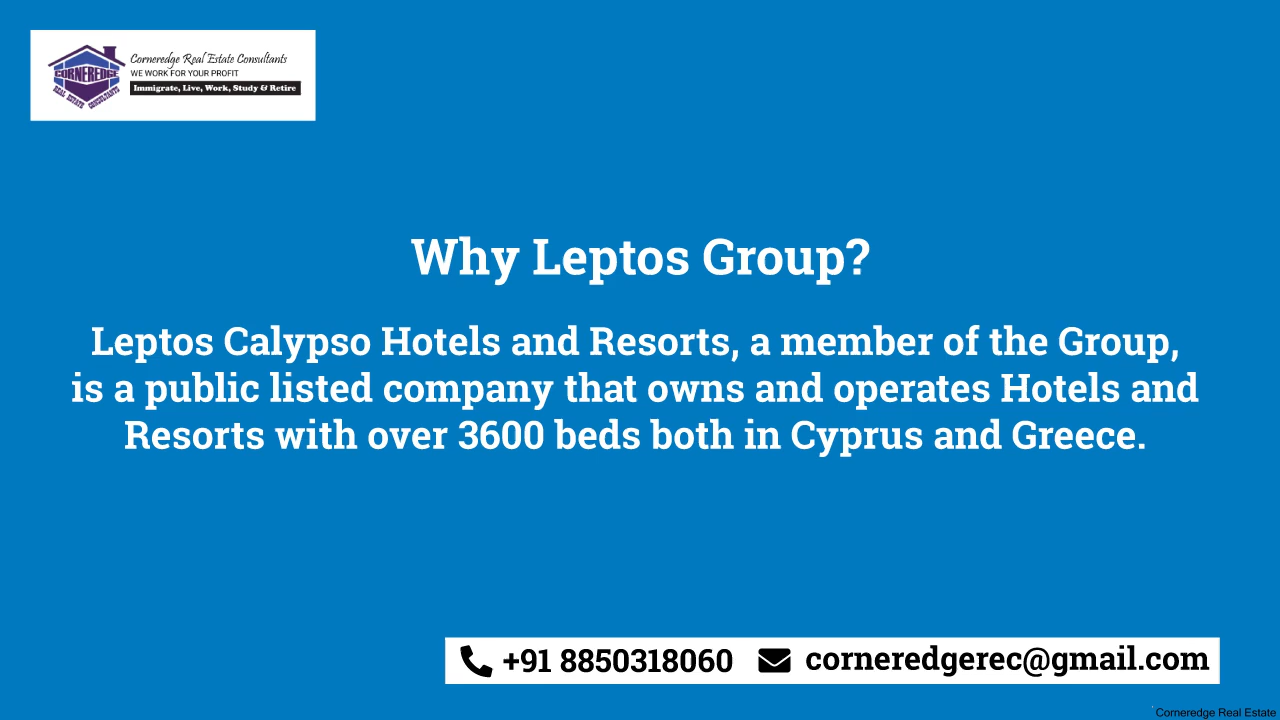 Corneredge Real Estate Consultants
CORNEREDGE
WE WORK FOR YOUR PROFIT
Immigrate, Live, Work, Study & Retire
REAL ESTATE CONSULTANTS
Why Leptos Group?
Leptos Calypso Hotels and Resorts, a member of the Group,
is a public listed company that owns and operates Hotels and
Resorts with over 3600 beds both in Cyprus and Greece.
+91 8850318060 corneredgerec@gmail.com
Corneredge Real Estate